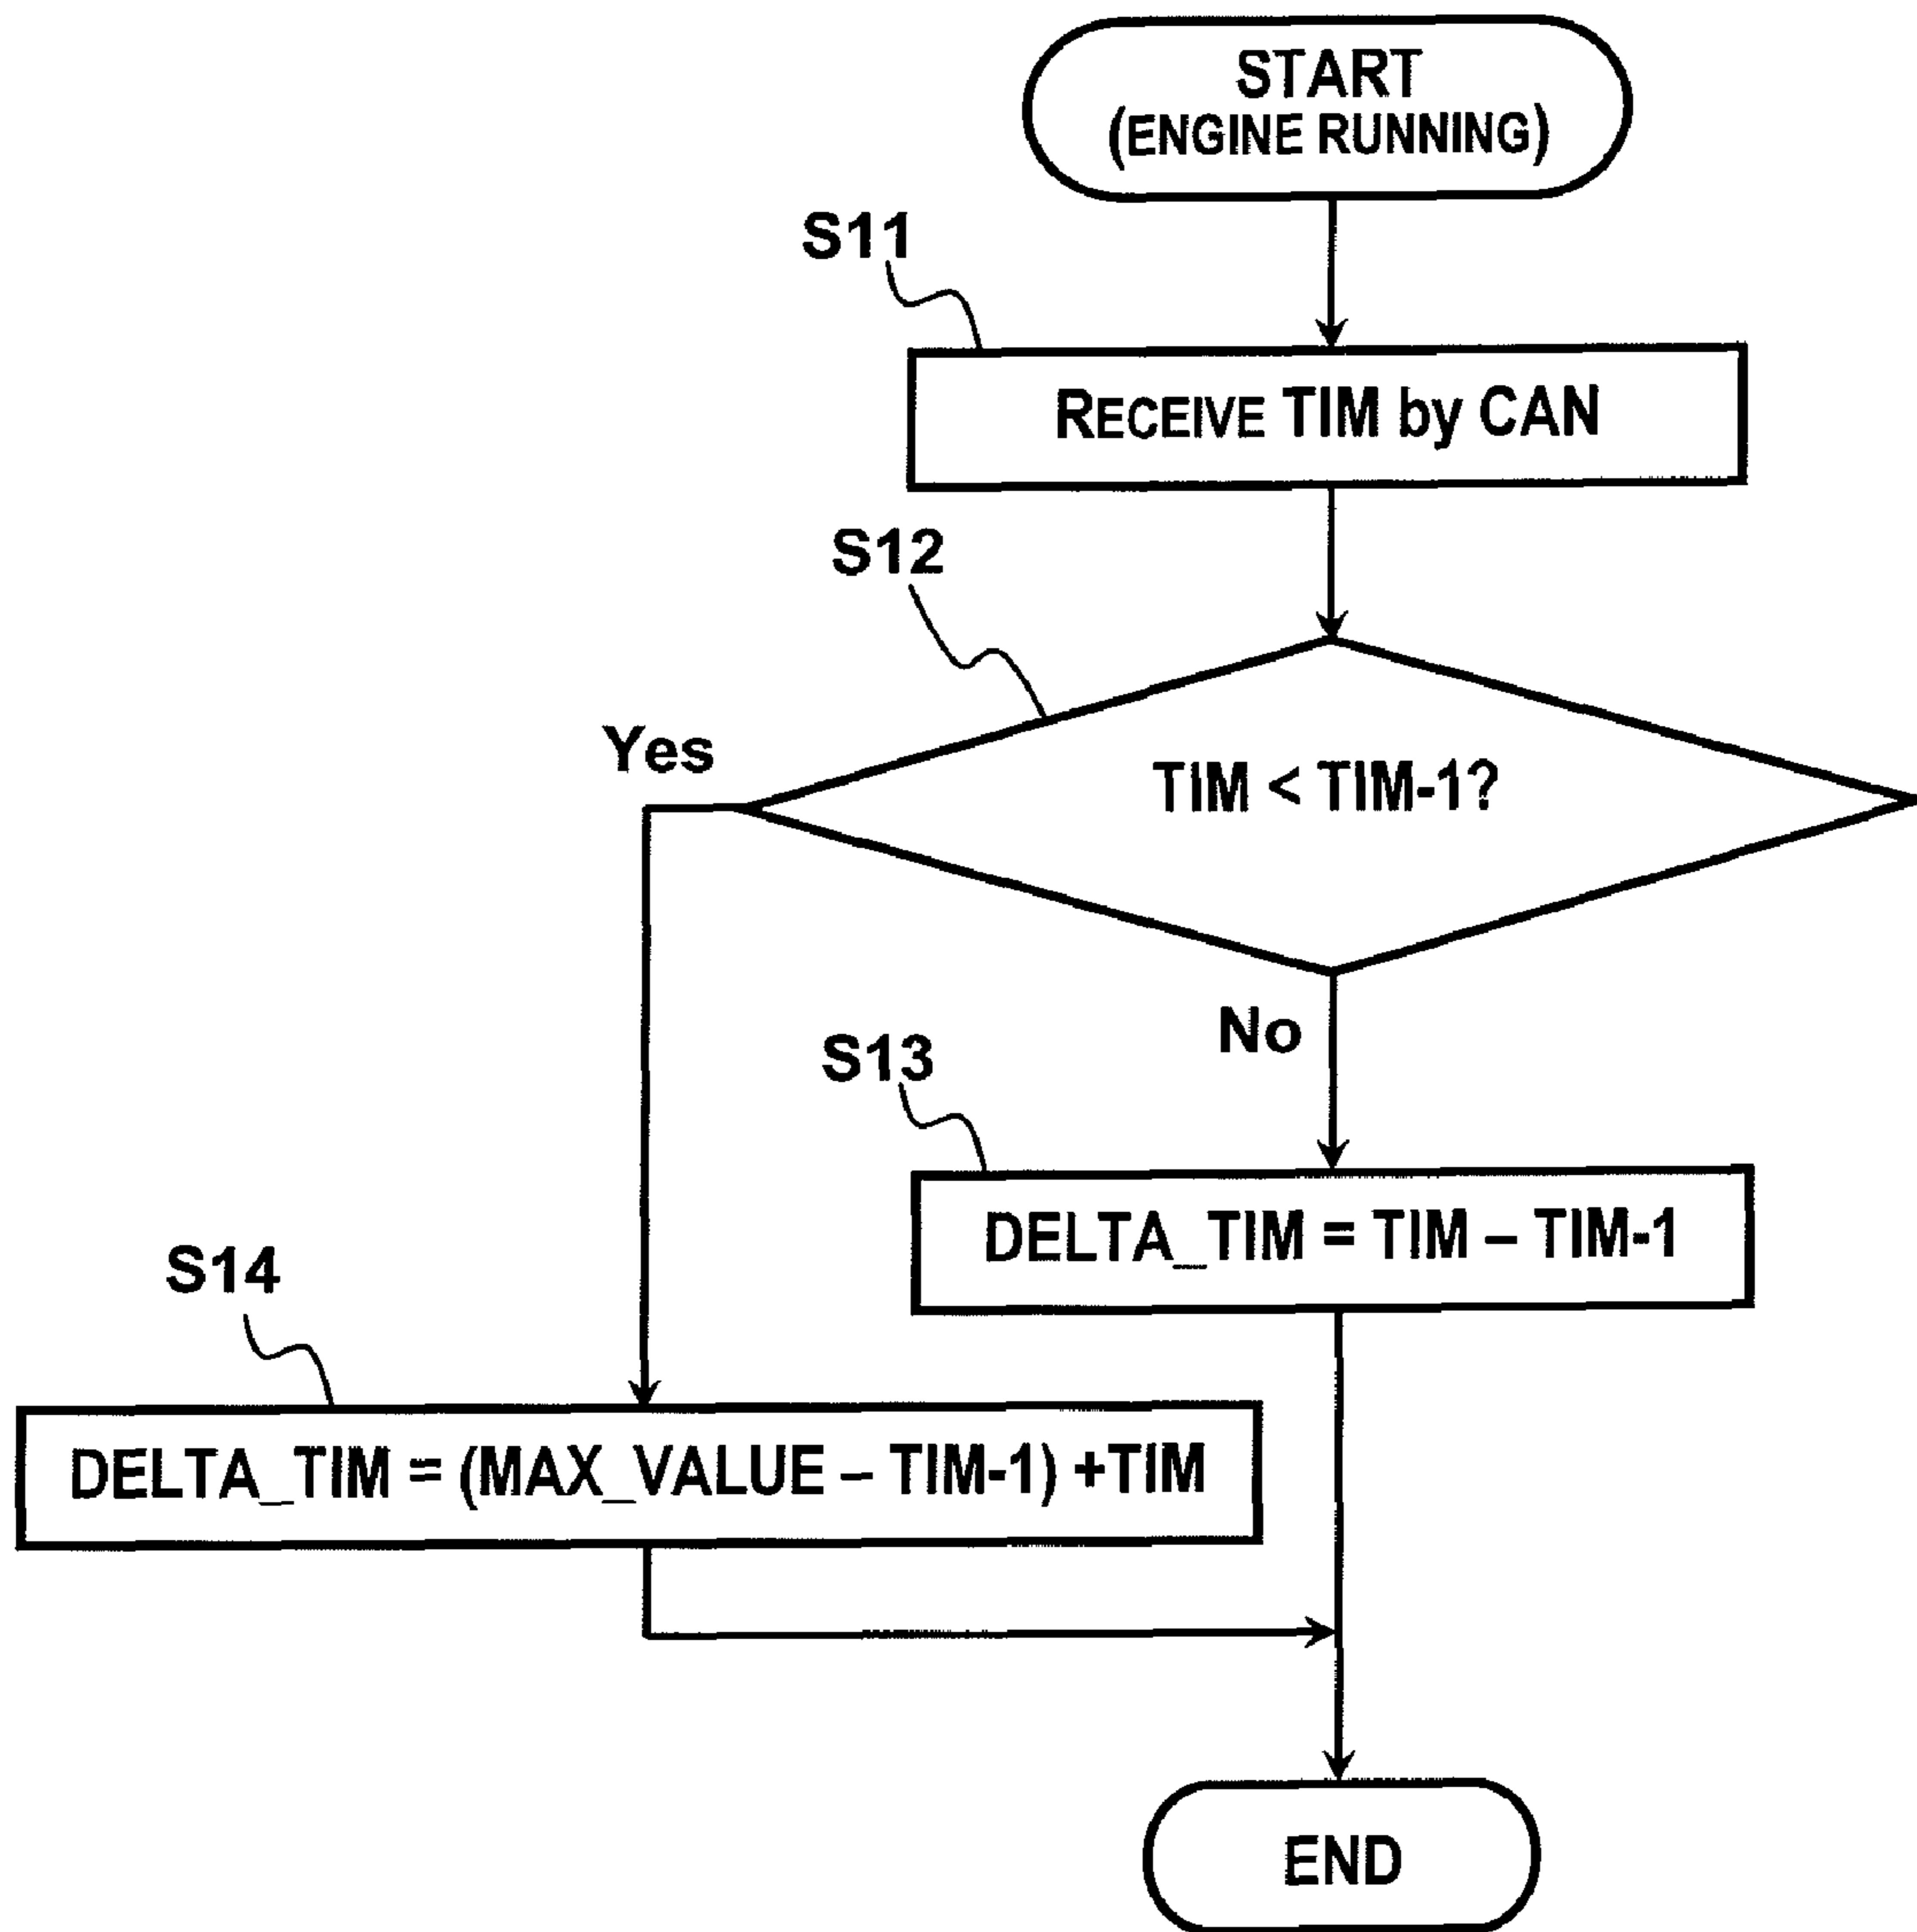 START
(ENGINE RUNNING)
S11
RECEIVE TIM by CAN
S12
Yes
TIM < TIM-1?
No
S13
DELTA_TIM = TIM – TIM-1
S14
DELTA_TIM = (MAX_VALUE – TIM-1) +TIM
END